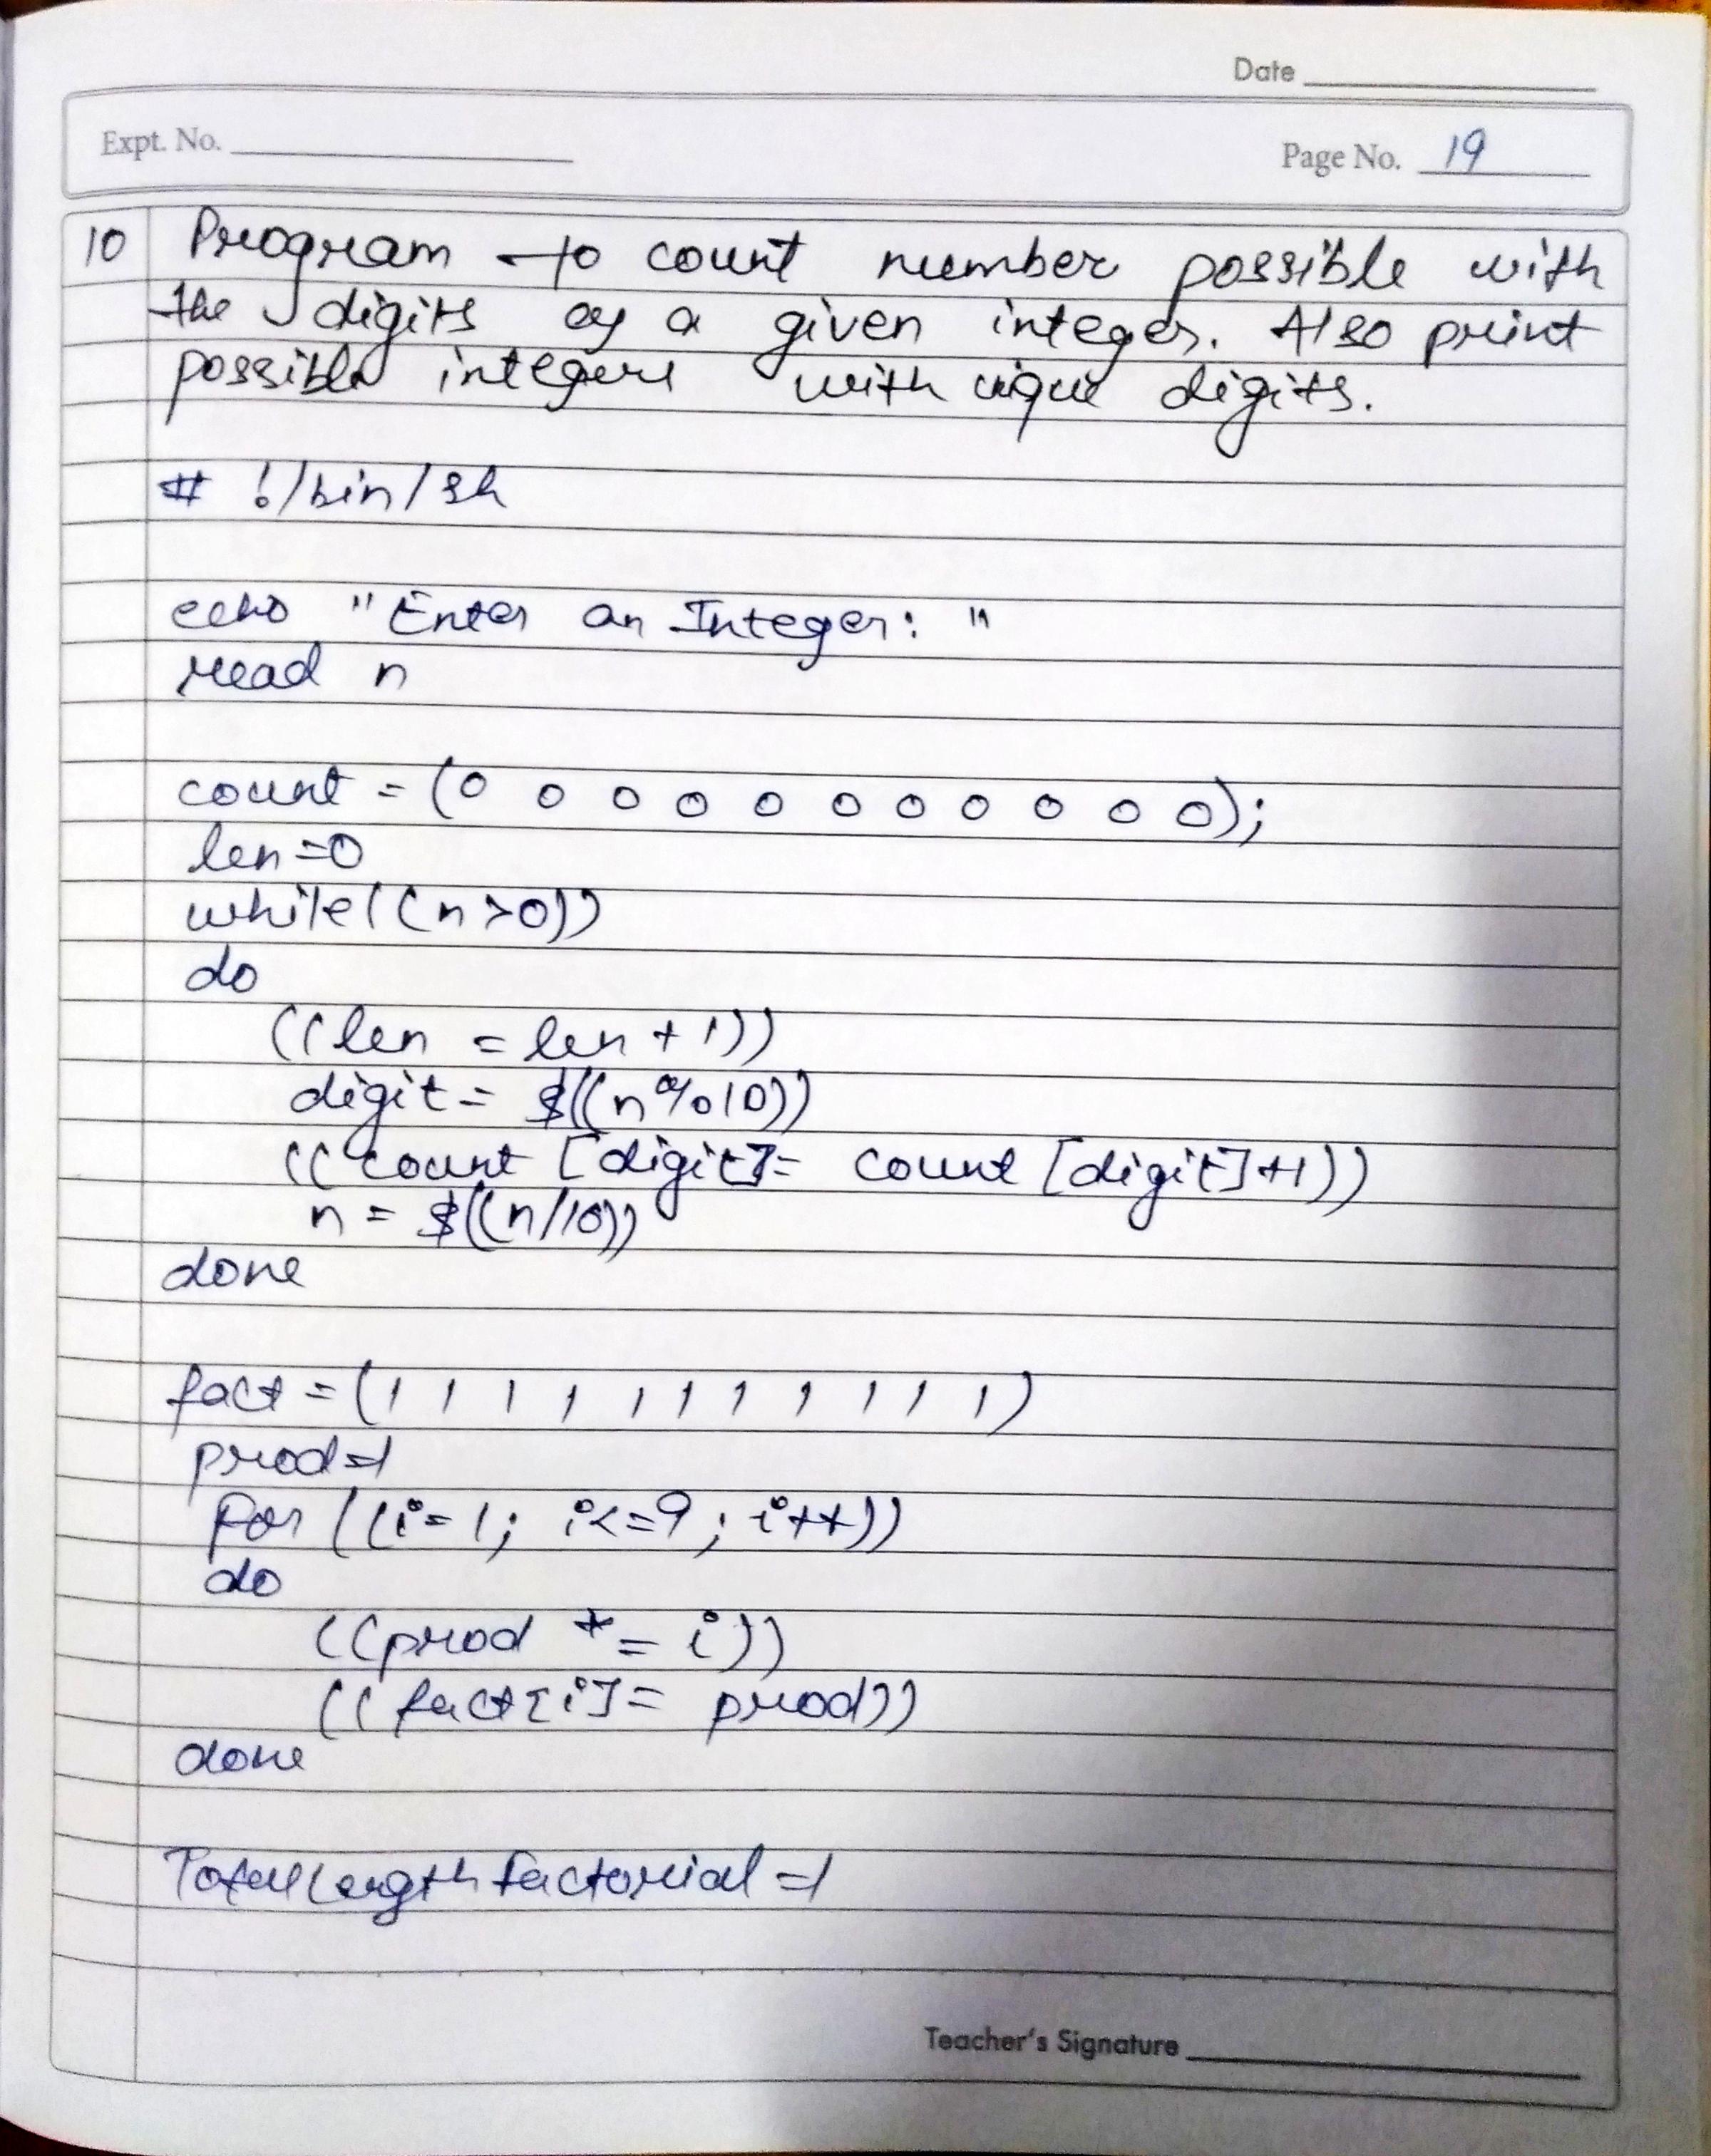 Date
Expt. No.
Page No. 19
10 Program to count number possible with
the digits of a given integer. Also print
possible integers with uique digits.
# !/bin/sh
echo "Enter an Integer: "
read n
count = (0 0 0 0 0 0 0 0 0 0 0);
len=0
while((n>0))
do
((len = len + 1))
digit = $((n%10))
((count [digit]= count [digit]+1))
n = $((n/10))
done
fact = (1 1 1 1 1 1 1 1 1 1 1)
prod=1
for ((i=1; i<=9; i++))
do
((prod *= i))
((fact[i]= prod))
done
TotalLengthfactorial=1
Teacher's Signature